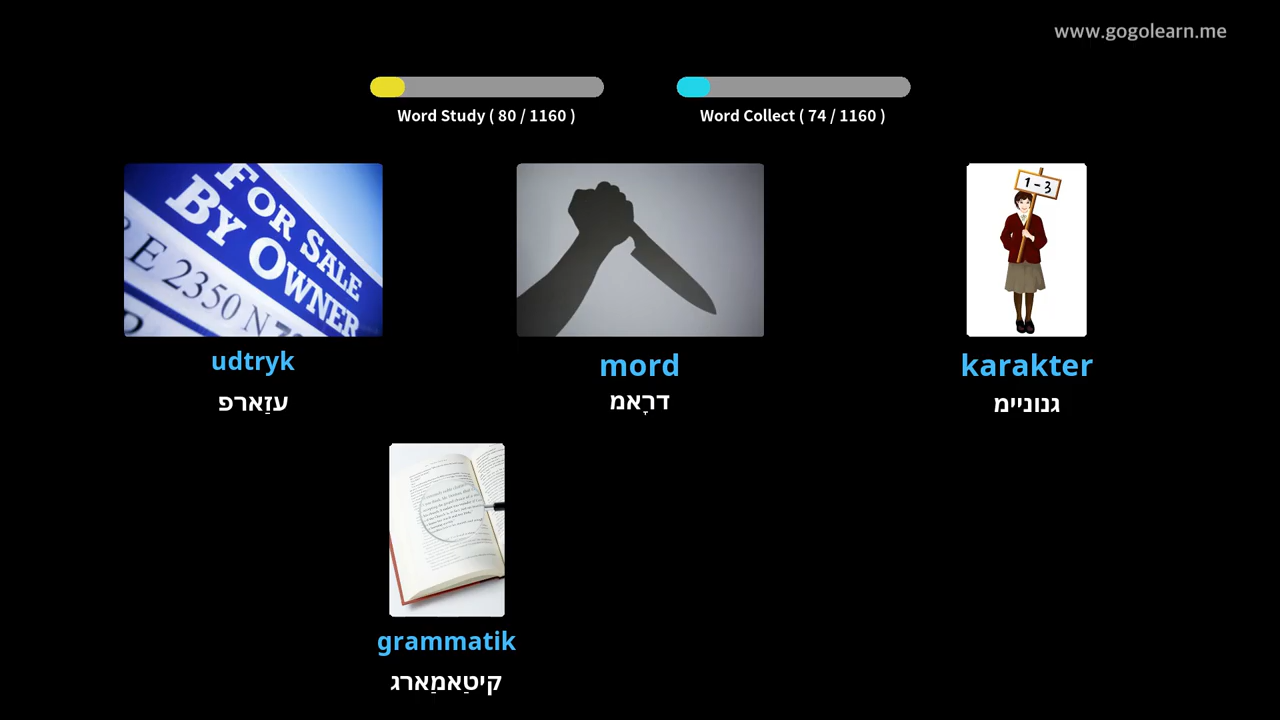 www.gogolearn.me
Word Study ( 80 / 1160 )
Word Collect ( 74 / 1160 )
FOR SALE
BY OWNER
E 2350 N
1-3
udtryk
mord
karakter
עזַארפ
דרָאמ
גנוניימ
grammatik
קיטַאמַארג